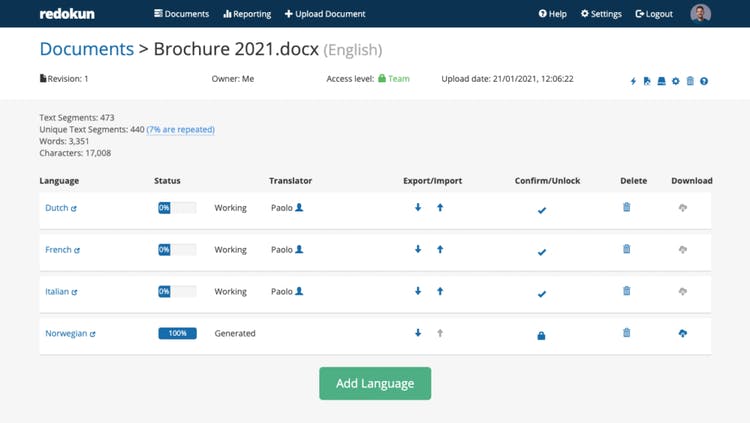 redokun Documents Reporting Upload Document Help Settings Logout
Documents > Brochure 2021.docx (English)
Revision: 1 Owner: Me Access level: Team Upload date: 21/01/2021, 12:06:22
Text Segments: 473
Unique Text Segments: 440 (7% are repeated)
Words: 3,351
Characters: 17,008
Language Status Translator Export/Import Confirm/Unlock Delete Download
Dutch 0% Working Paolo
French 0% Working Paolo
Italian 0% Working Paolo
Norwegian 100% Generated
Add Language